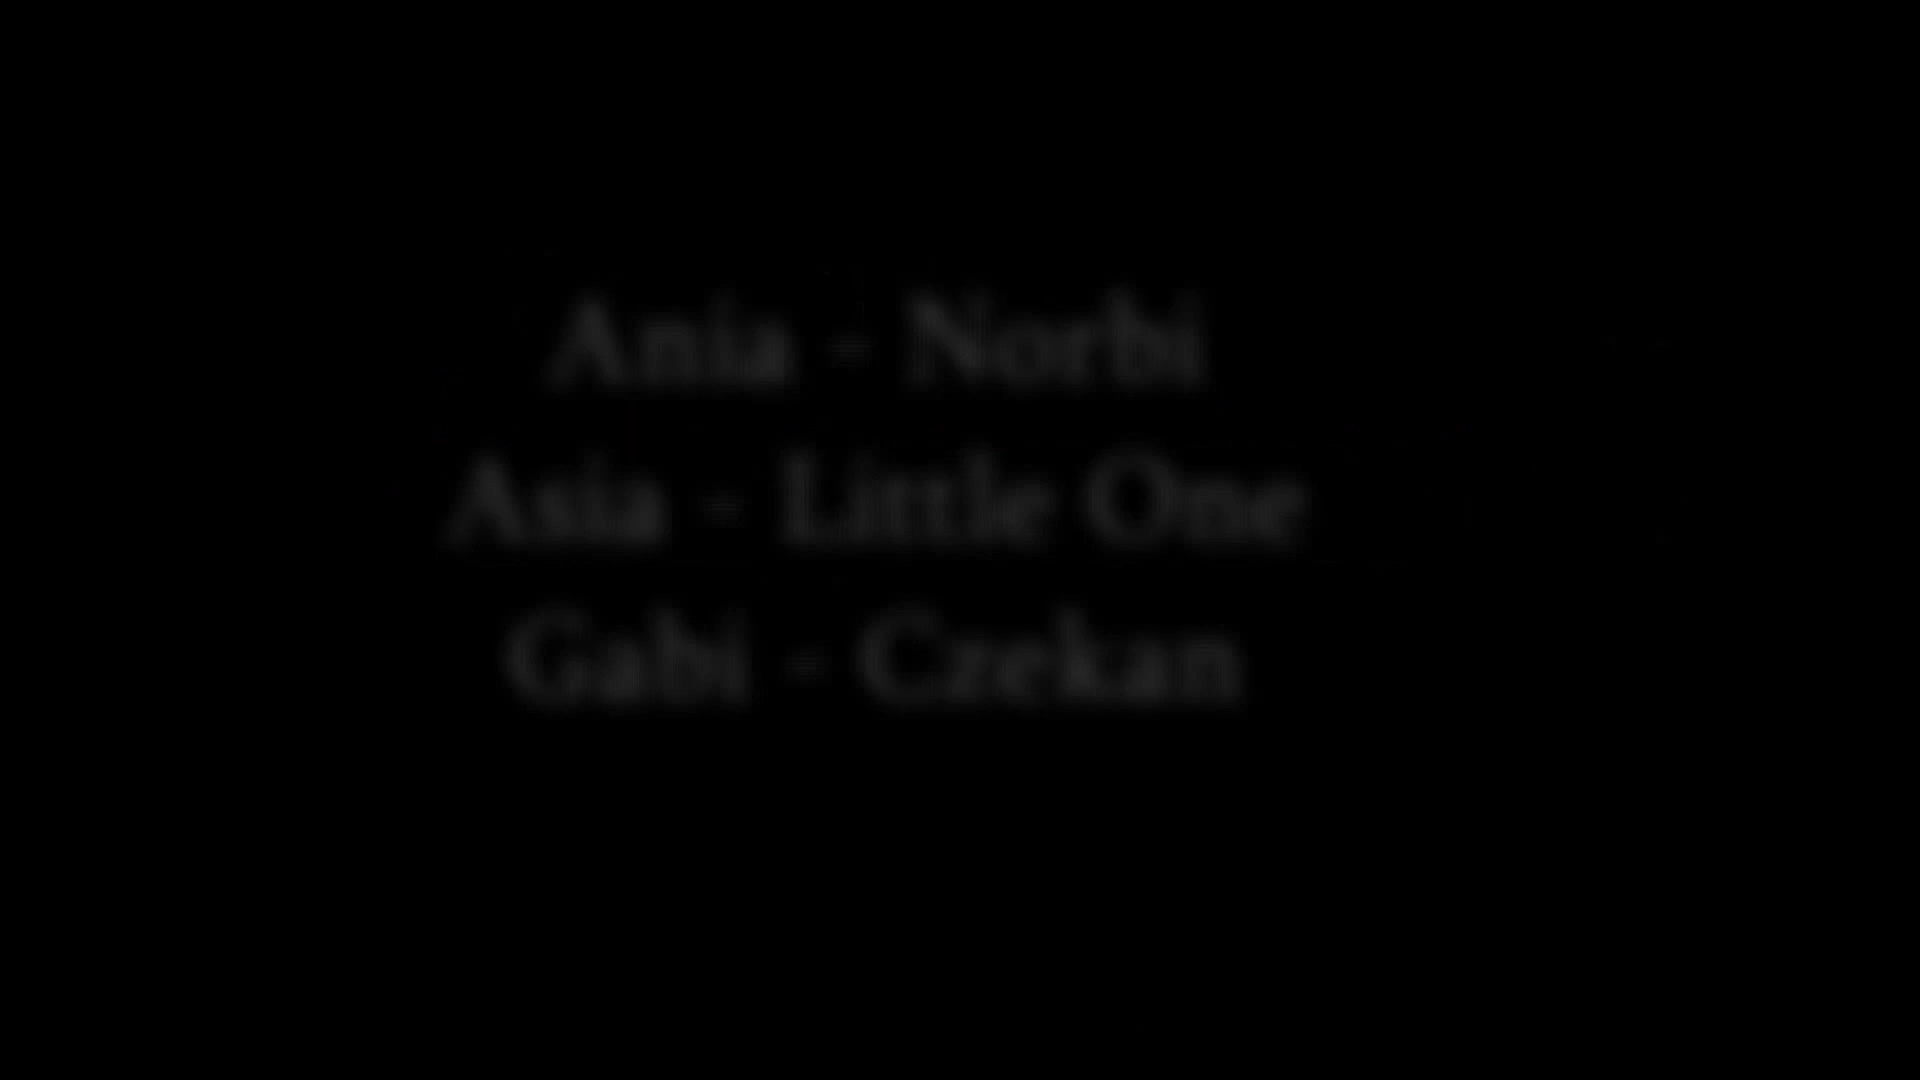 Ania - Norbi
Asia - Little One
Gabi - Czekan